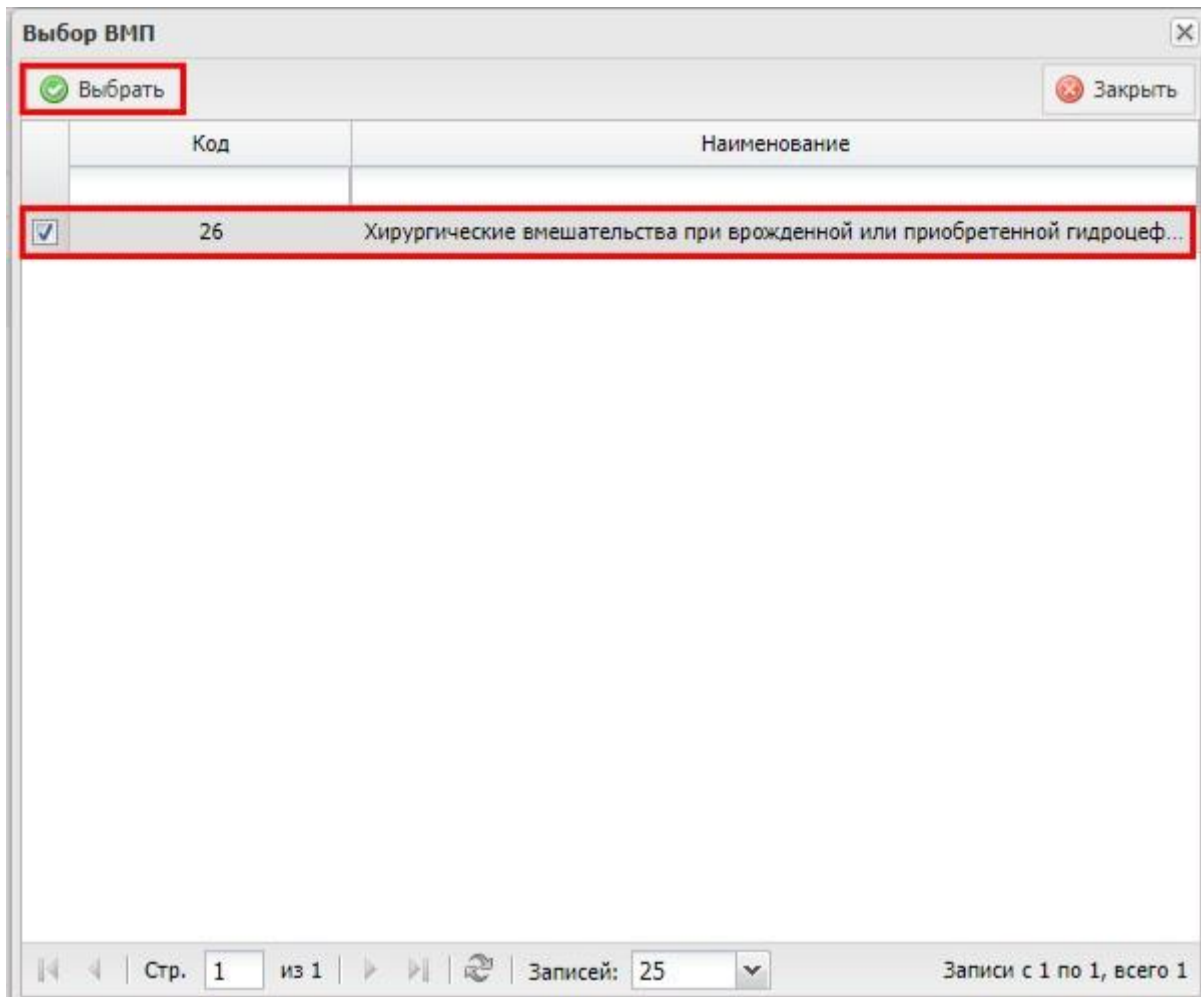 Выбор ВМП
Выбрать Закрыть
Код Наименование
26 Хирургические вмешательства при врожденной или приобретенной гидроцеф...
Стр. 1 из 1 Записей: 25 Записи с 1 по 1, всего 1